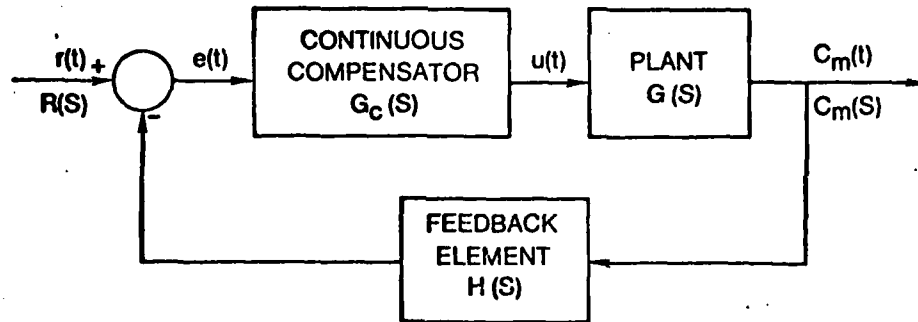 r(t) +
R(S)
-
e(t)
CONTINUOUS
COMPENSATOR
G_C(S)
u(t)
PLANT
G(S)
C_m(t)
C_m(S)
FEEDBACK
ELEMENT
H(S)